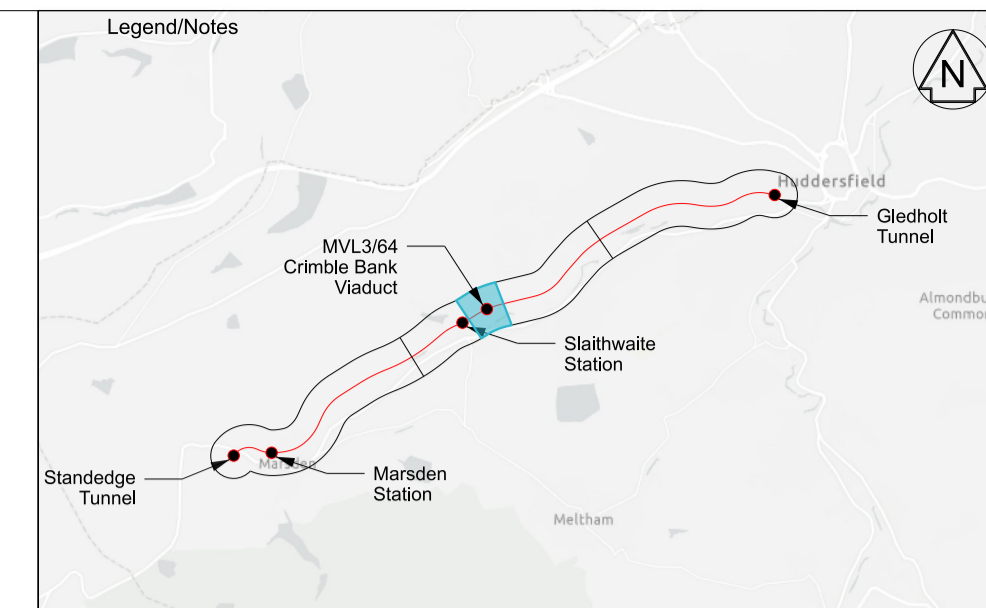 Legend/Notes
N
Huddersfield
Gledholt
Tunnel
MVL3/64
Crimble Bank
Viaduct
Almondbu
Common
Slaithwaite
Station
Marsden
Standedge
Tunnel
Marsden
Station
Meltham